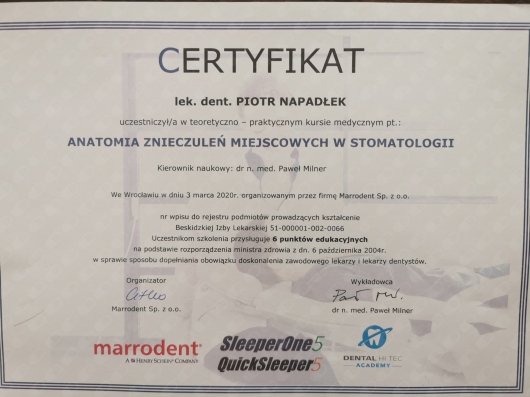 CERTYFIKAT
lek. dent. PIOTR NAPADŁEK
uczestniczył/a w teoretyczno – praktycznym kursie medycznym pt.:
ANATOMIA ZNIECZULEŃ MIEJSCOWYCH W STOMATOLOGII
Kierownik naukowy: dr n. med. Paweł Milner
We Wrocławiu w dniu 3 marca 2020r. organizowanym przez firmę Marrodent Sp. z o.o.
nr wpisu do rejestru podmiotów prowadzących kształcenie
Beskidzkiej Izby Lekarskiej 51-000001-002-0066
Uczestnikom szkolenia przysługuje 6 punktów edukacyjnych
na podstawie rozporządzenia ministra zdrowia z dn. 6 października 2004r.
w sprawie sposobu dopełniania obowiązku doskonalenia zawodowego lekarzy i lekarzy dentystów.
Organizator
Marrodent Sp. z o.o.
Wykładowca
dr n. med. Paweł Milner
marrodent
A HENRY SCHEIN COMPANY
SleeperOne5
QuickSleeper5
DENTAL HI TEC
ACADEMY